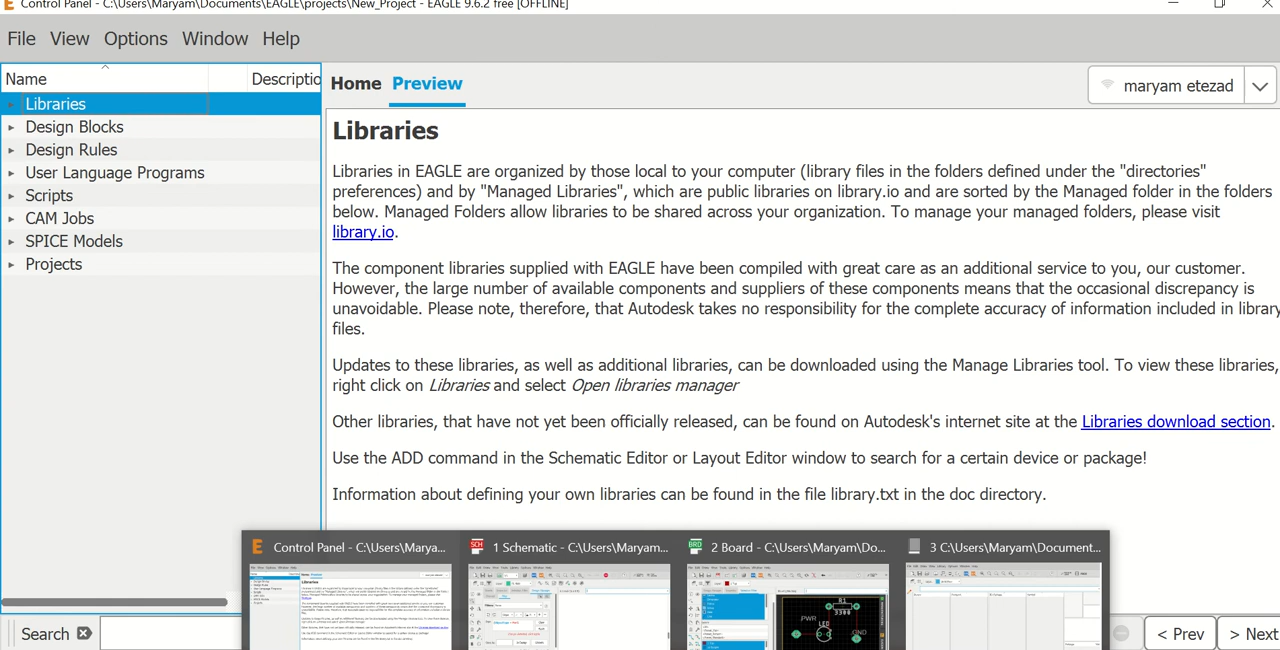 Control Panel - C:\Users\Maryam\Documents\EAGLE\projects\New_Project - EAGLE 9.6.2 free [OFFLINE]
File View Options Window Help
Name Descriptio
Home Preview
maryam etezad
Libraries
Design Blocks
Design Rules
User Language Programs
Scripts
CAM Jobs
SPICE Models
Projects
Libraries
Libraries in EAGLE are organized by those local to your computer (library files in the folders defined under the "directories"
preferences) and by "Managed Libraries", which are public libraries on library.io and are sorted by the Managed folder in the folders
below. Managed Folders allow libraries to be shared across your organization. To manage your managed folders, please visit
library.io.
The component libraries supplied with EAGLE have been compiled with great care as an additional service to you, our customer.
However, the large number of available components and suppliers of these components means that the occasional discrepancy is
unavoidable. Please note, therefore, that Autodesk takes no responsibility for the complete accuracy of information included in library
files.
Updates to these libraries, as well as additional libraries, can be downloaded using the Manage Libraries tool. To view these libraries,
right click on Libraries and select Open libraries manager
Other libraries, that have not yet been officially released, can be found on Autodesk's internet site at the Libraries download section.
Use the ADD command in the Schematic Editor or Layout Editor window to search for a certain device or package!
Information about defining your own libraries can be found in the file library.txt in the doc directory.
Control Panel - C:\Users\Marya...
SCH 1 Schematic - C:\Users\Maryam...
BRD 2 Board - C:\Users\Maryam\Do...
3 C:\Users\Maryam\Document...
R1
330
PWR LED GND
Search
< Prev
> Next